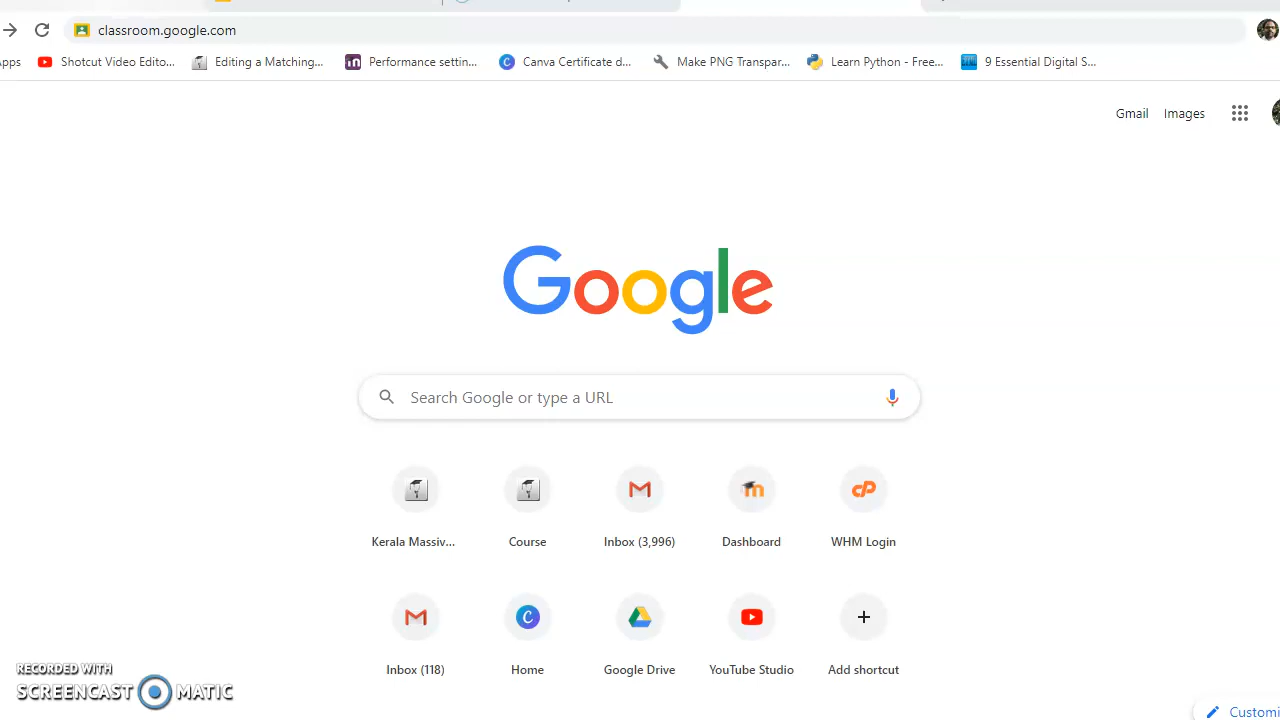 classroom.google.com
pps
Shotcut Video Edito...
Editing a Matching...
Performance settin...
Canva Certificate d...
Make PNG Transpar...
Learn Python - Free...
9 Essential Digital S...
Gmail Images
Google
Search Google or type a URL
Kerala Massiv...
Course
Inbox (3,996)
Dashboard
WHM Login
Inbox (118)
Home
Google Drive
YouTube Studio
Add shortcut
RECORDED WITH
SCREENCAST MATIC
Customi